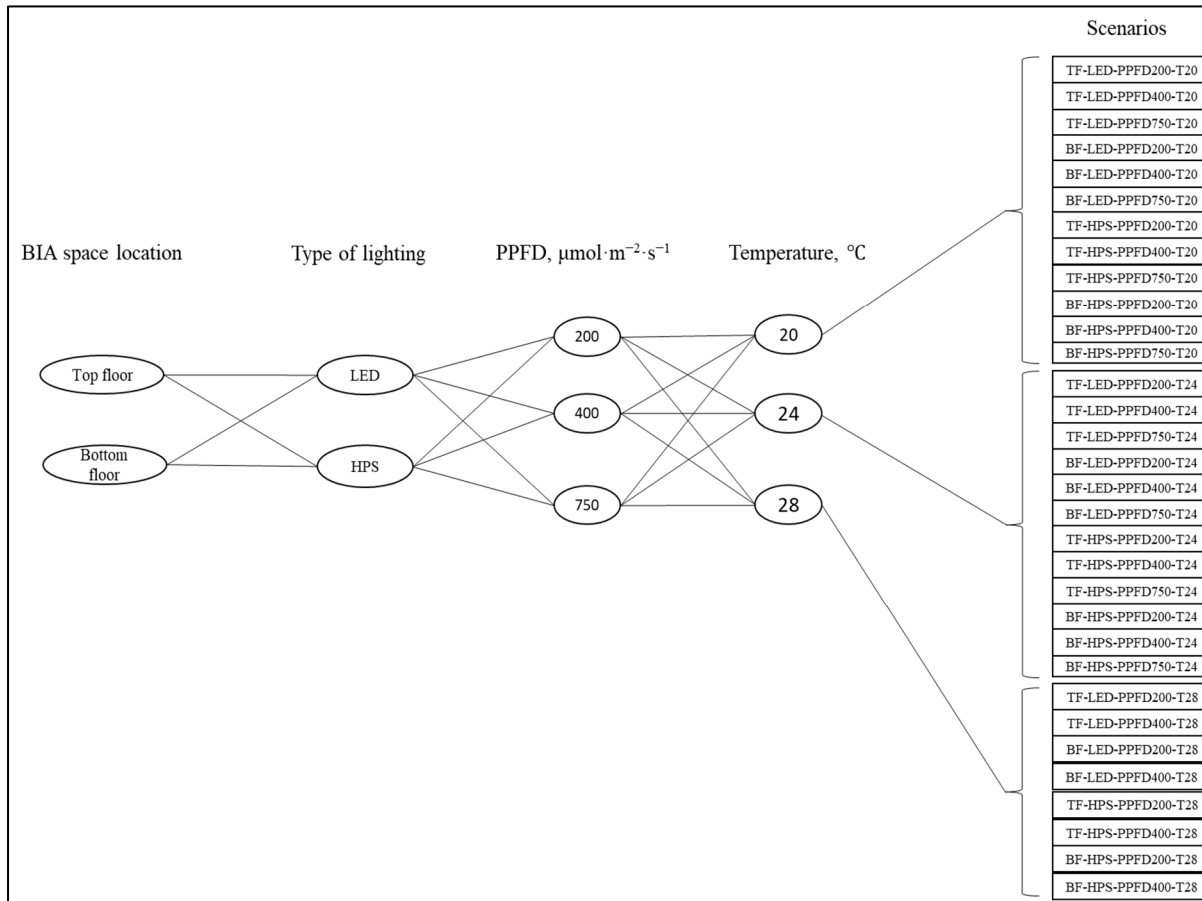 Scenarios
BIA space location
Type of lighting
PPFD, μmol·m⁻²·s⁻¹
Temperature, °C
Top floor
Bottom
floor
LED
HPS
200
400
750
20
24
28
TF-LED-PPFD200-T20
TF-LED-PPFD400-T20
TF-LED-PPFD750-T20
BF-LED-PPFD200-T20
BF-LED-PPFD400-T20
BF-LED-PPFD750-T20
TF-HPS-PPFD200-T20
TF-HPS-PPFD400-T20
TF-HPS-PPFD750-T20
BF-HPS-PPFD200-T20
BF-HPS-PPFD400-T20
BF-HPS-PPFD750-T20
TF-LED-PPFD200-T24
TF-LED-PPFD400-T24
TF-LED-PPFD750-T24
BF-LED-PPFD200-T24
BF-LED-PPFD400-T24
BF-LED-PPFD750-T24
TF-HPS-PPFD200-T24
TF-HPS-PPFD400-T24
TF-HPS-PPFD750-T24
BF-HPS-PPFD200-T24
BF-HPS-PPFD400-T24
BF-HPS-PPFD750-T24
TF-LED-PPFD200-T28
TF-LED-PPFD400-T28
BF-LED-PPFD200-T28
BF-LED-PPFD400-T28
TF-HPS-PPFD200-T28
TF-HPS-PPFD400-T28
BF-HPS-PPFD200-T28
BF-HPS-PPFD400-T28